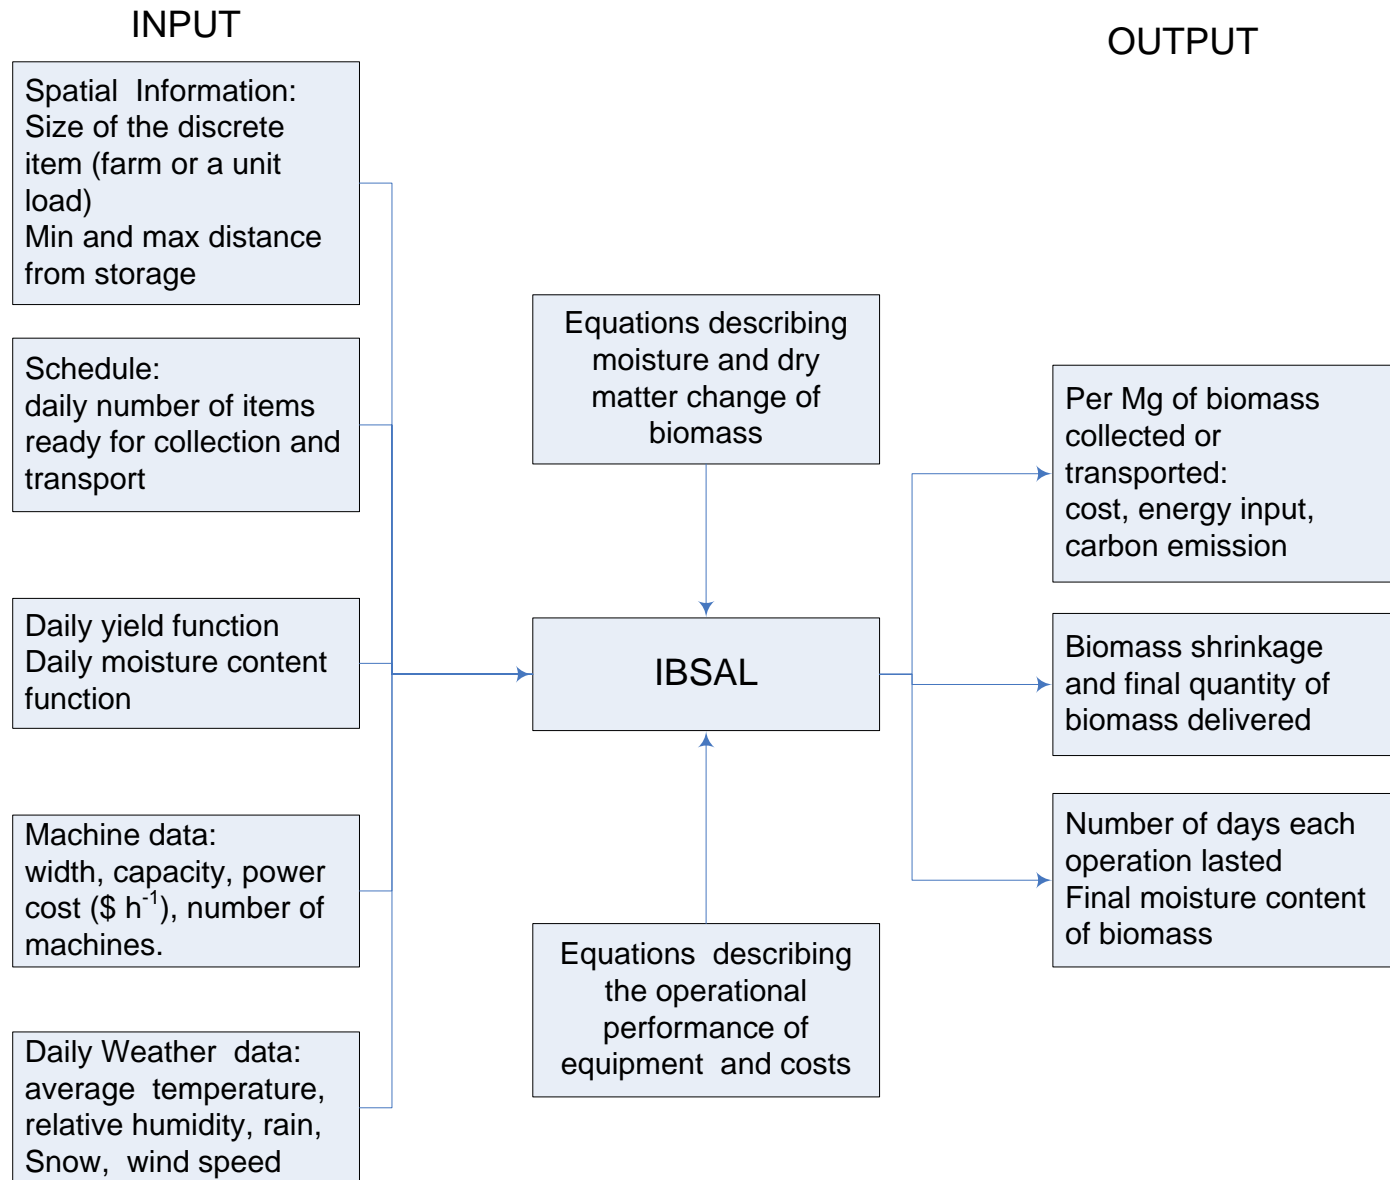 INPUT
OUTPUT
Spatial Information:
Size of the discrete
item (farm or a unit
load)
Min and max distance
from storage
Schedule:
daily number of items
ready for collection and
transport
Daily yield function
Daily moisture content
function
Machine data:
width, capacity, power
cost ($ h⁻¹), number of
machines.
Daily Weather data:
average temperature,
relative humidity, rain,
Snow, wind speed
Equations describing
moisture and dry
matter change of
biomass
IBSAL
Equations describing
the operational
performance of
equipment and costs
Per Mg of biomass
collected or
transported:
cost, energy input,
carbon emission
Biomass shrinkage
and final quantity of
biomass delivered
Number of days each
operation lasted
Final moisture content
of biomass